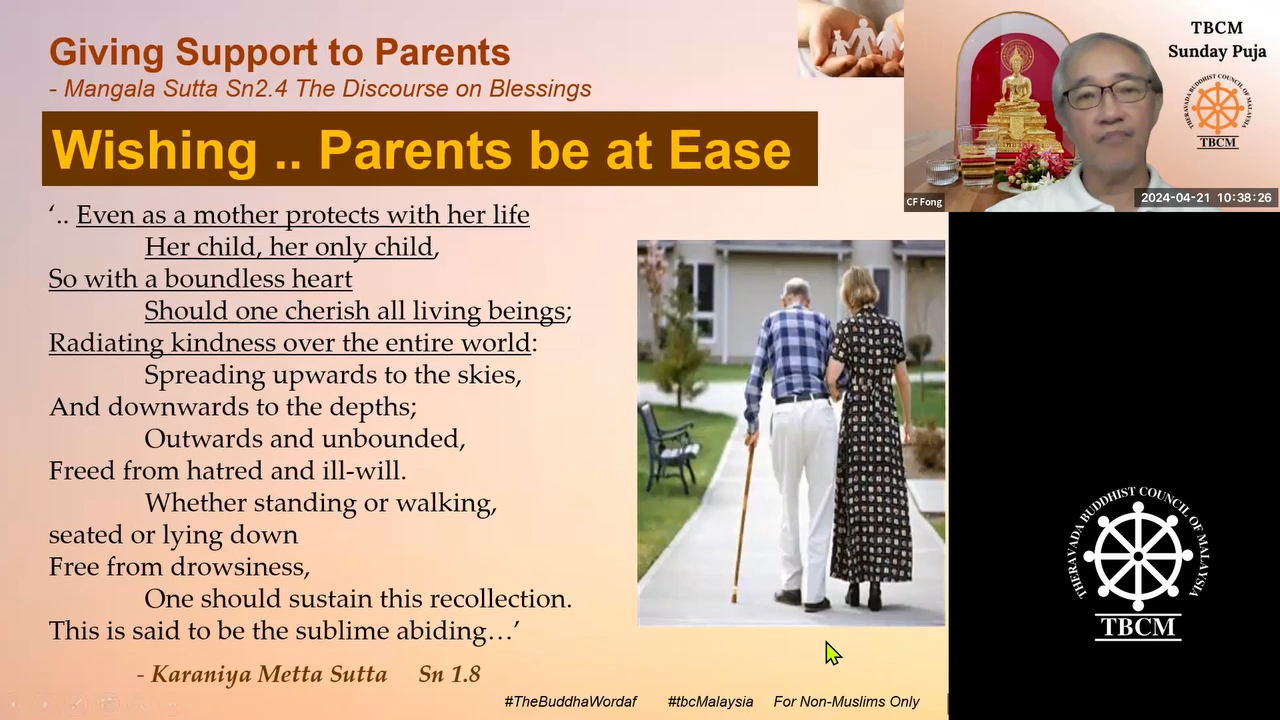 Giving Support to Parents
- Mangala Sutta Sn2.4 The Discourse on Blessings
Wishing .. Parents be at Ease
‘.. Even as a mother protects with her life
Her child, her only child,
So with a boundless heart
Should one cherish all living beings;
Radiating kindness over the entire world:
Spreading upwards to the skies,
And downwards to the depths;
Outwards and unbounded,
Freed from hatred and ill-will.
Whether standing or walking,
seated or lying down
Free from drowsiness,
One should sustain this recollection.
This is said to be the sublime abiding…’
- Karaniya Metta Sutta Sn 1.8
#TheBuddhaWordaf #tbcMalaysia For Non-Muslims Only
TBCM
Sunday Puja
THERAVADA BUDDHIST COUNCIL OF MALAYSIA
TBCM
CF Fong
2024-04-21 10:38:26
THERAVADA BUDDHIST COUNCIL OF MALAYSIA
TBCM